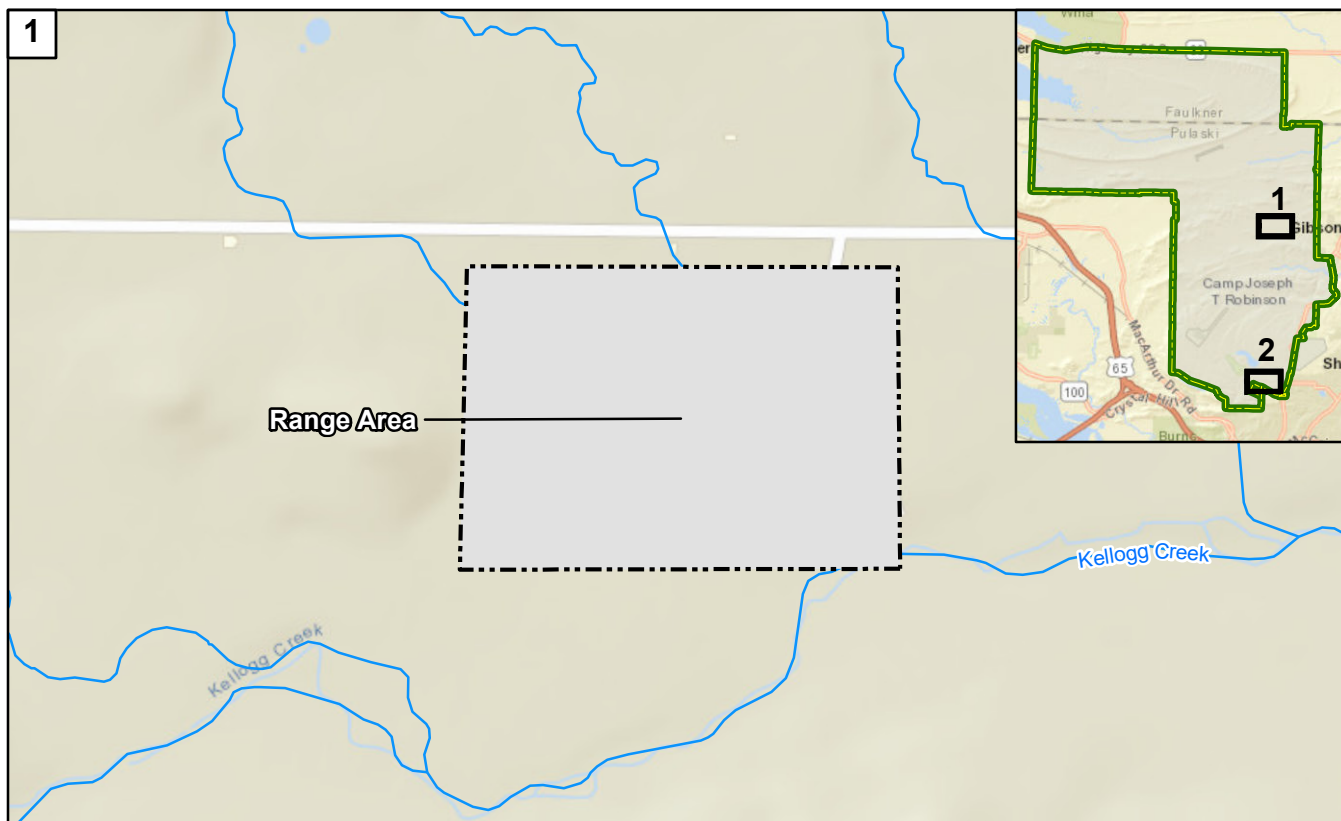 1
Faulkner
Pulaski
1
Gibson
Camp Joseph
T Robinson
MacArthur Dr
Rd
2
65
100
Crystal Hill
Range Area
Kellogg Creek
Kellogg Creek